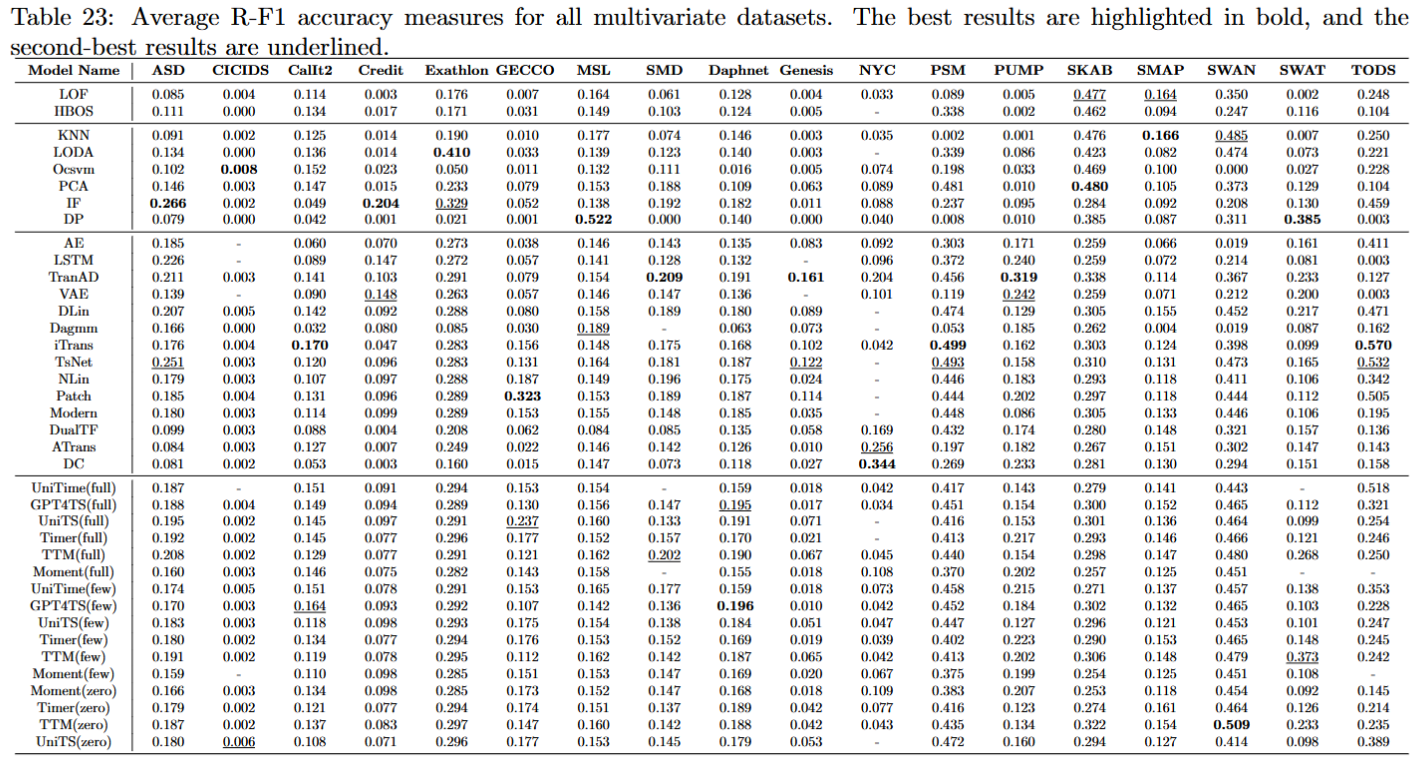 Table 23: Average R-F1 accuracy measures for all multivariate datasets. The best results are highlighted in bold, and the
second-best results are underlined.
Model Name ASD CICIDS CalIt2 Credit Exathlon GECCO MSL SMD Daphnet Genesis NYC PSM PUMP SKAB SMAP SWAN SWAT TODS
LOF 0.085 0.004 0.114 0.003 0.176 0.007 0.164 0.061 0.128 0.004 0.033 0.089 0.005 0.477 0.164 0.350 0.002 0.248
HBOS 0.111 0.000 0.134 0.017 0.171 0.031 0.149 0.103 0.124 0.005 - 0.338 0.002 0.462 0.094 0.247 0.116 0.104
KNN 0.091 0.002 0.125 0.014 0.190 0.010 0.177 0.074 0.146 0.003 0.035 0.002 0.001 0.476 0.166 0.485 0.007 0.250
LODA 0.134 0.000 0.136 0.014 0.410 0.033 0.139 0.123 0.140 0.003 - 0.339 0.086 0.423 0.082 0.474 0.073 0.221
Ocsvm 0.102 0.008 0.152 0.023 0.050 0.011 0.132 0.111 0.016 0.005 0.074 0.198 0.033 0.469 0.100 0.000 0.027 0.228
PCA 0.146 0.003 0.147 0.015 0.233 0.079 0.153 0.188 0.109 0.063 0.089 0.481 0.010 0.480 0.105 0.373 0.129 0.104
IF 0.266 0.002 0.049 0.204 0.329 0.052 0.138 0.192 0.182 0.011 0.088 0.237 0.095 0.284 0.092 0.208 0.130 0.459
DP 0.079 0.000 0.042 0.001 0.021 0.001 0.522 0.000 0.140 0.000 0.040 0.008 0.010 0.385 0.087 0.311 0.385 0.003
AE 0.185 - 0.060 0.070 0.273 0.038 0.146 0.143 0.135 0.083 0.092 0.303 0.171 0.259 0.066 0.019 0.161 0.411
LSTM 0.226 - 0.089 0.147 0.272 0.057 0.141 0.128 0.132 - 0.096 0.372 0.240 0.259 0.072 0.214 0.081 0.003
TranAD 0.211 0.003 0.141 0.103 0.291 0.079 0.154 0.209 0.191 0.161 0.204 0.456 0.319 0.338 0.114 0.367 0.233 0.127
VAE 0.139 - 0.090 0.148 0.263 0.057 0.146 0.147 0.136 - 0.101 0.119 0.242 0.259 0.071 0.212 0.200 0.003
DLin 0.207 0.005 0.142 0.092 0.288 0.080 0.158 0.189 0.180 0.089 - 0.474 0.129 0.305 0.155 0.452 0.217 0.471
Dagmm 0.166 0.000 0.032 0.080 0.085 0.030 0.189 - 0.063 0.073 - 0.053 0.185 0.262 0.004 0.019 0.087 0.162
iTrans 0.176 0.004 0.170 0.047 0.283 0.156 0.148 0.175 0.168 0.102 0.042 0.499 0.162 0.303 0.124 0.398 0.099 0.570
TsNet 0.251 0.003 0.120 0.096 0.283 0.131 0.164 0.181 0.187 0.122 - 0.493 0.158 0.310 0.131 0.473 0.165 0.532
NLin 0.179 0.003 0.107 0.097 0.288 0.187 0.149 0.196 0.175 0.024 - 0.446 0.183 0.293 0.118 0.411 0.106 0.342
Patch 0.185 0.004 0.131 0.096 0.289 0.323 0.153 0.189 0.187 0.114 - 0.444 0.202 0.297 0.118 0.444 0.112 0.505
Modern 0.180 0.003 0.114 0.099 0.289 0.153 0.155 0.148 0.185 0.035 - 0.448 0.086 0.305 0.133 0.446 0.106 0.195
DualTF 0.099 0.003 0.088 0.004 0.208 0.062 0.084 0.085 0.135 0.058 0.169 0.432 0.174 0.280 0.148 0.321 0.157 0.136
ATrans 0.084 0.003 0.127 0.007 0.249 0.022 0.146 0.142 0.126 0.010 0.256 0.197 0.182 0.267 0.151 0.302 0.147 0.143
DC 0.081 0.002 0.053 0.003 0.160 0.015 0.147 0.073 0.118 0.027 0.344 0.269 0.233 0.281 0.130 0.294 0.151 0.158
UniTime(full) 0.187 - 0.151 0.091 0.294 0.153 0.154 - 0.159 0.018 0.042 0.417 0.143 0.279 0.141 0.443 - 0.518
GPT4TS(full) 0.188 0.004 0.149 0.094 0.289 0.130 0.156 0.147 0.195 0.017 0.034 0.451 0.154 0.300 0.152 0.465 0.112 0.321
UniTS(full) 0.195 0.002 0.145 0.097 0.291 0.237 0.160 0.133 0.191 0.071 - 0.416 0.153 0.301 0.136 0.464 0.099 0.254
Timer(full) 0.192 0.002 0.145 0.077 0.296 0.177 0.152 0.157 0.170 0.021 - 0.413 0.217 0.293 0.146 0.466 0.121 0.246
TTM(full) 0.208 0.002 0.129 0.077 0.291 0.121 0.162 0.202 0.190 0.067 0.045 0.440 0.154 0.298 0.147 0.480 0.268 0.250
Moment(full) 0.160 0.003 0.146 0.075 0.282 0.143 0.158 - 0.155 0.018 0.108 0.370 0.202 0.257 0.125 0.451 - -
UniTime(few) 0.174 0.005 0.151 0.078 0.291 0.153 0.165 0.177 0.159 0.018 0.073 0.458 0.215 0.271 0.137 0.457 0.138 0.353
GPT4TS(few) 0.170 0.003 0.164 0.093 0.292 0.107 0.142 0.136 0.196 0.010 0.042 0.452 0.184 0.302 0.132 0.465 0.103 0.228
UniTS(few) 0.183 0.003 0.118 0.098 0.293 0.175 0.154 0.138 0.184 0.051 0.047 0.447 0.127 0.296 0.121 0.453 0.101 0.247
Timer(few) 0.180 0.002 0.134 0.077 0.294 0.176 0.153 0.152 0.169 0.019 0.039 0.402 0.223 0.290 0.153 0.465 0.148 0.245
TTM(few) 0.191 0.002 0.119 0.078 0.295 0.112 0.162 0.142 0.187 0.065 0.042 0.413 0.202 0.306 0.148 0.479 0.373 0.242
Moment(few) 0.159 - 0.110 0.098 0.285 0.151 0.153 0.147 0.169 0.020 0.067 0.375 0.199 0.254 0.125 0.451 0.108 -
Moment(zero) 0.166 0.003 0.134 0.098 0.285 0.173 0.152 0.147 0.168 0.018 0.109 0.383 0.207 0.253 0.118 0.454 0.092 0.145
Timer(zero) 0.179 0.002 0.121 0.077 0.294 0.174 0.151 0.137 0.189 0.042 0.077 0.416 0.123 0.274 0.161 0.464 0.126 0.214
TTM(zero) 0.187 0.002 0.137 0.083 0.297 0.147 0.160 0.142 0.188 0.042 0.043 0.435 0.134 0.322 0.154 0.509 0.233 0.235
UniTS(zero) 0.180 0.006 0.108 0.071 0.296 0.177 0.153 0.145 0.179 0.053 - 0.472 0.160 0.294 0.127 0.414 0.098 0.389